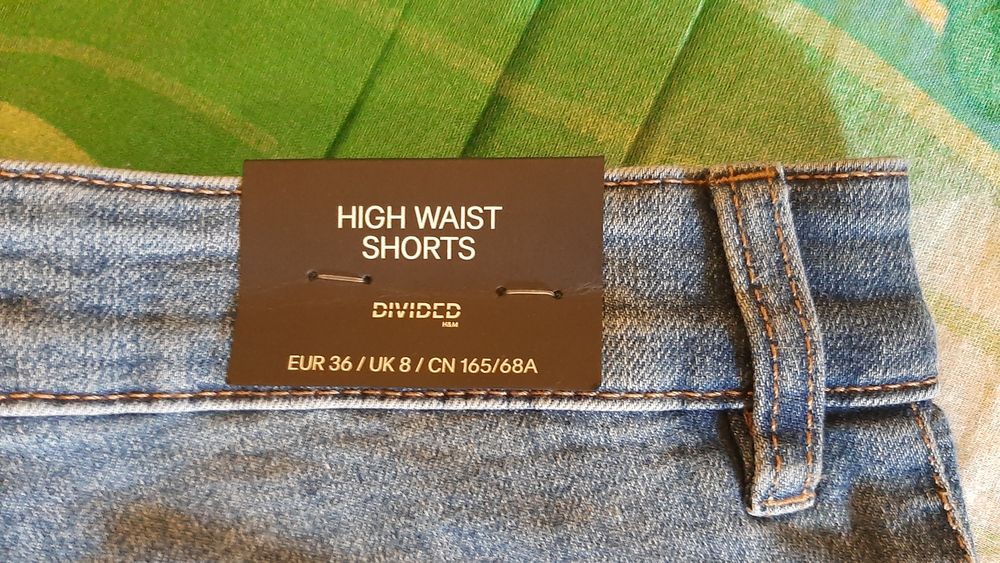 HIGH WAIST
SHORTS
DIVIDED
H&M
EUR 36 / UK 8 / CN 165/68A